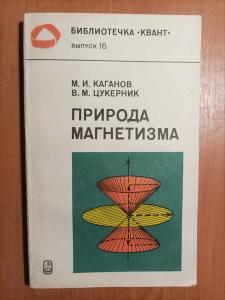 БИБЛИОТЕЧКА «КВАНТ»
ВЫПУСК 16
М. И. КАГАНОВ
В. М. ЦУКЕРНИК
ПРИРОДА
МАГНЕТИЗМА